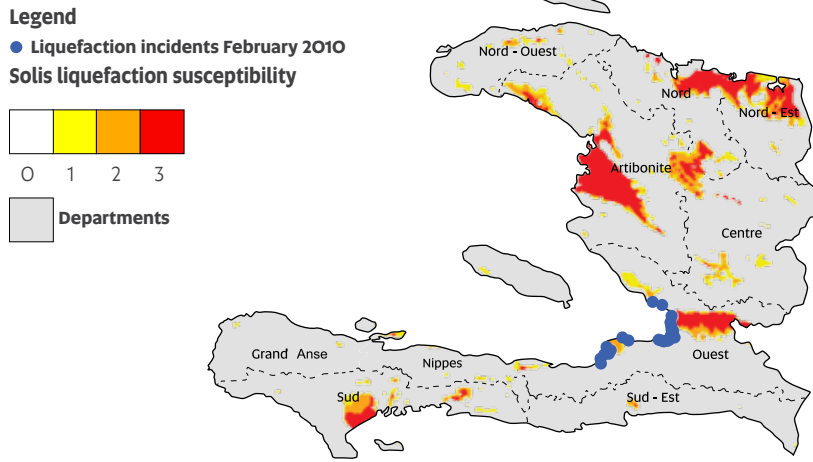 Legend
Liquefaction incidents February 2010
Solis liquefaction susceptibility
0 1 2 3
Departments
Nord - Ouest
Nord
Nord - Est
Artibonite
Centre
Grand Anse
Nippes
Ouest
Sud
Sud - Est